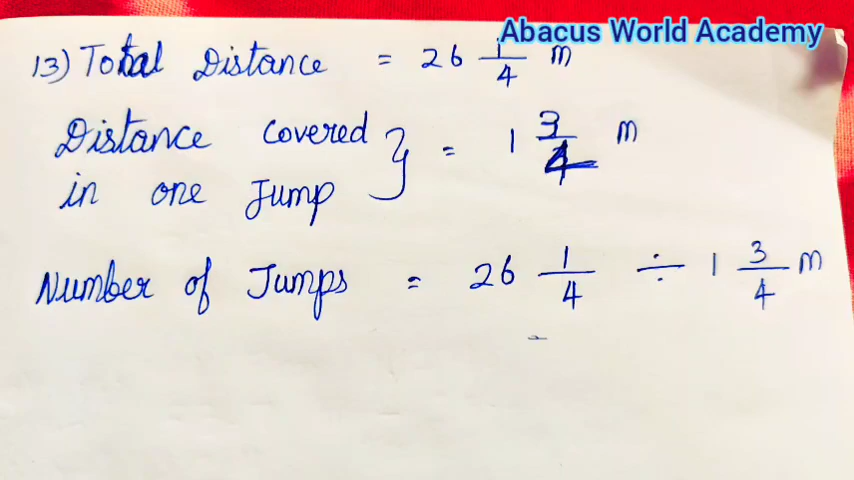 Abacus World Academy
13) Total Distance = 26 1/4 m
Distance covered
in one Jump } = 1 3/4 m
Number of Jumps = 26 1/4 ÷ 1 3/4 m